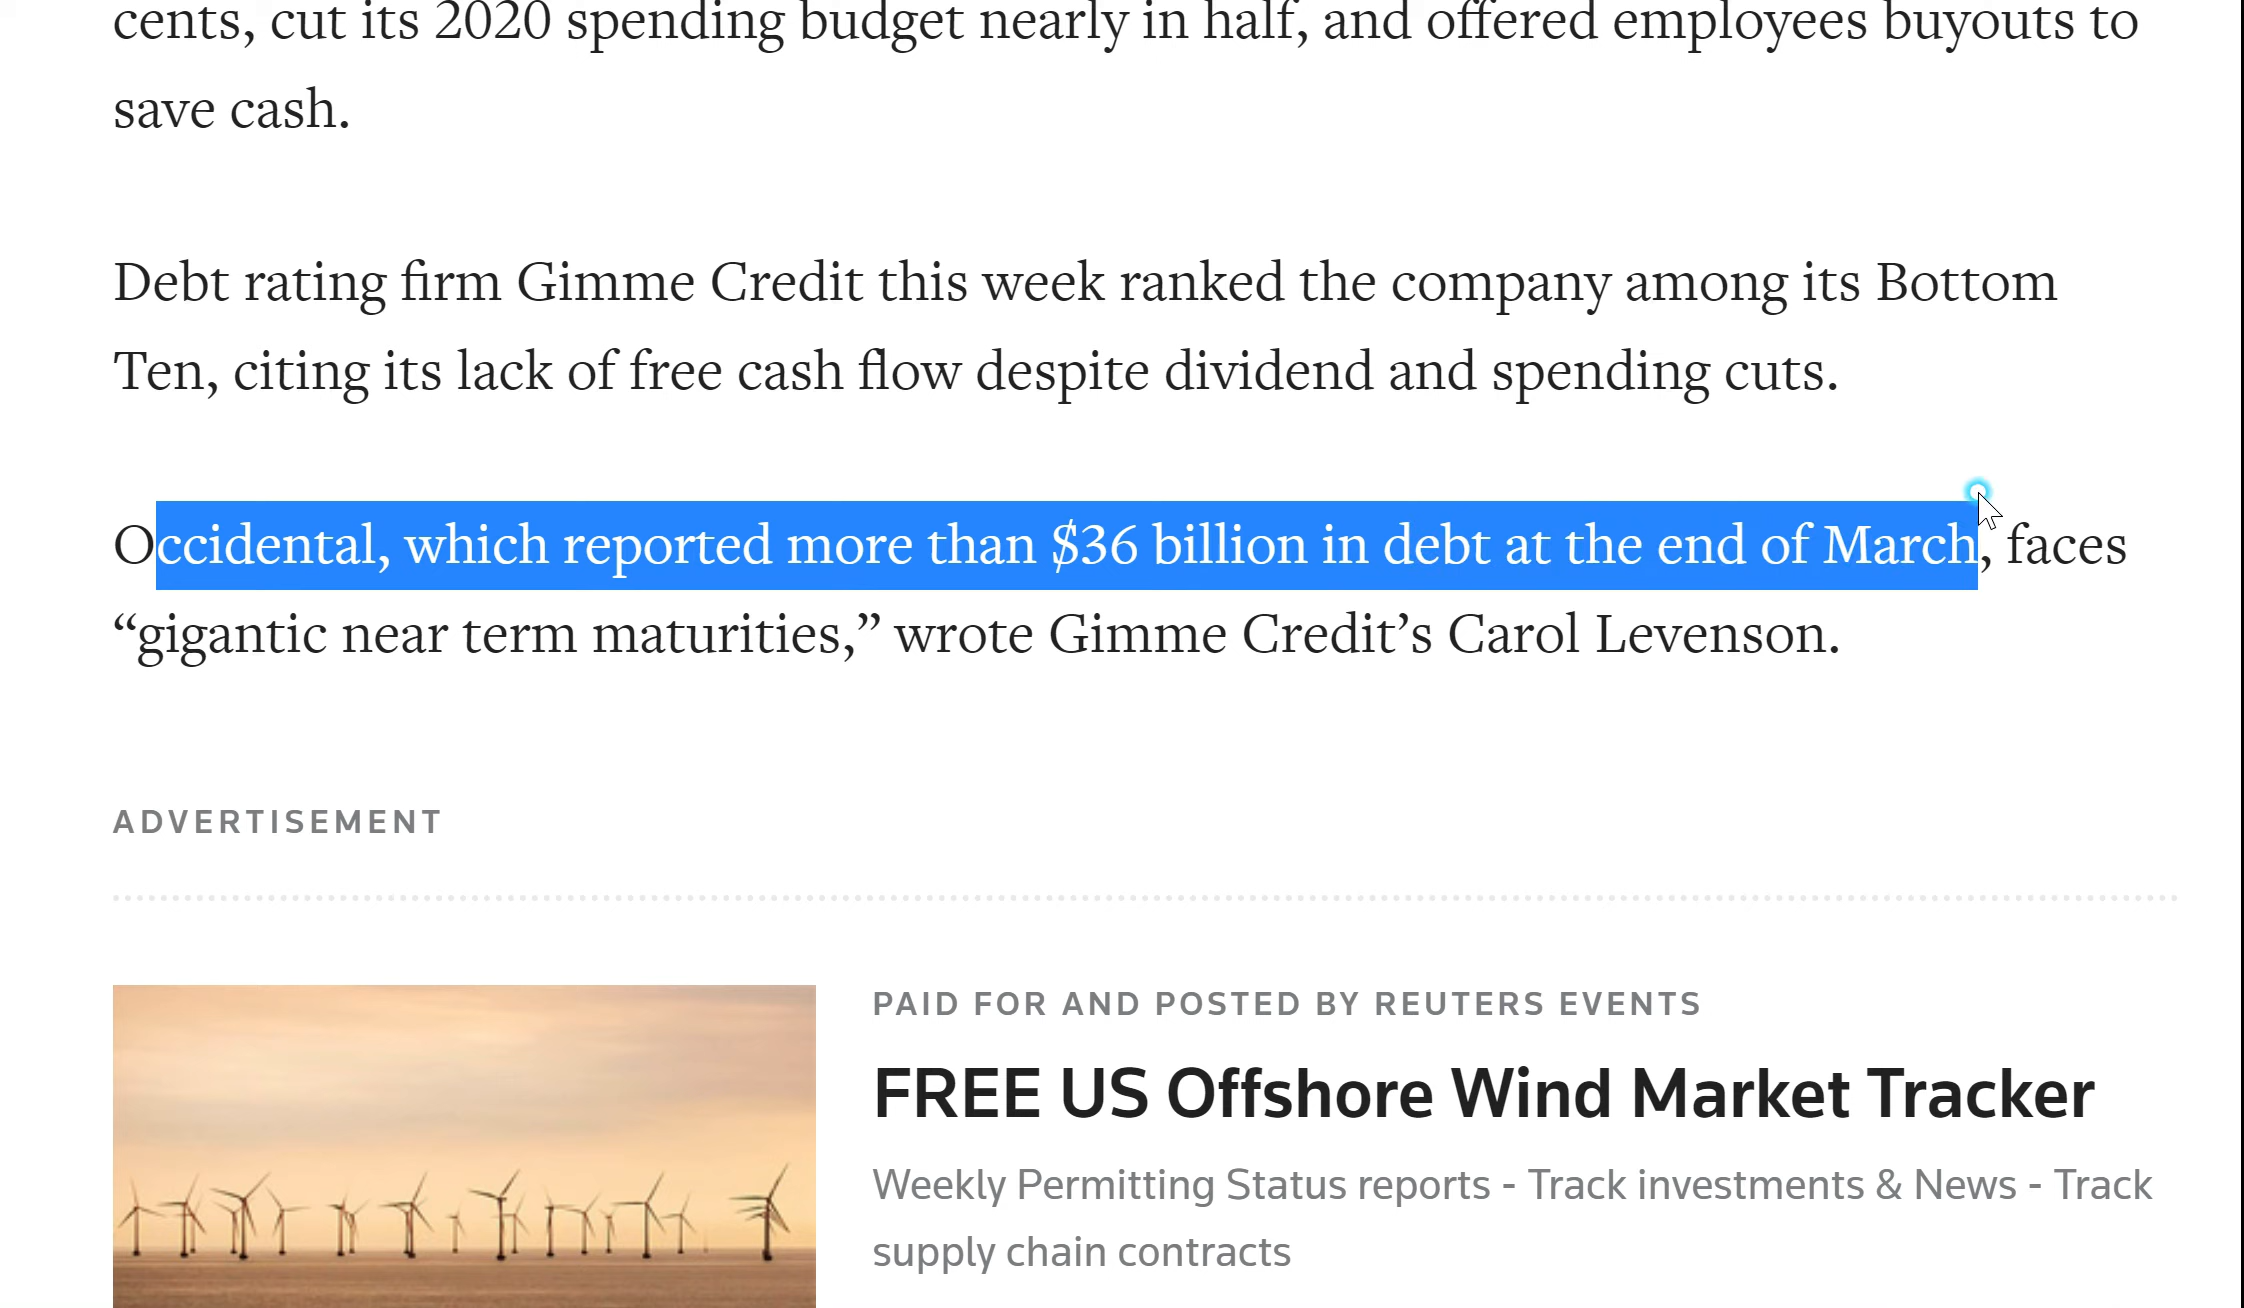 cents, cut its 2020 spending budget nearly in half, and offered employees buyouts to
save cash.
Debt rating firm Gimme Credit this week ranked the company among its Bottom
Ten, citing its lack of free cash flow despite dividend and spending cuts.
Occidental, which reported more than $36 billion in debt at the end of March, faces
“gigantic near term maturities,” wrote Gimme Credit’s Carol Levenson.
ADVERTISEMENT
PAID FOR AND POSTED BY REUTERS EVENTS
FREE US Offshore Wind Market Tracker
Weekly Permitting Status reports - Track investments & News - Track
supply chain contracts